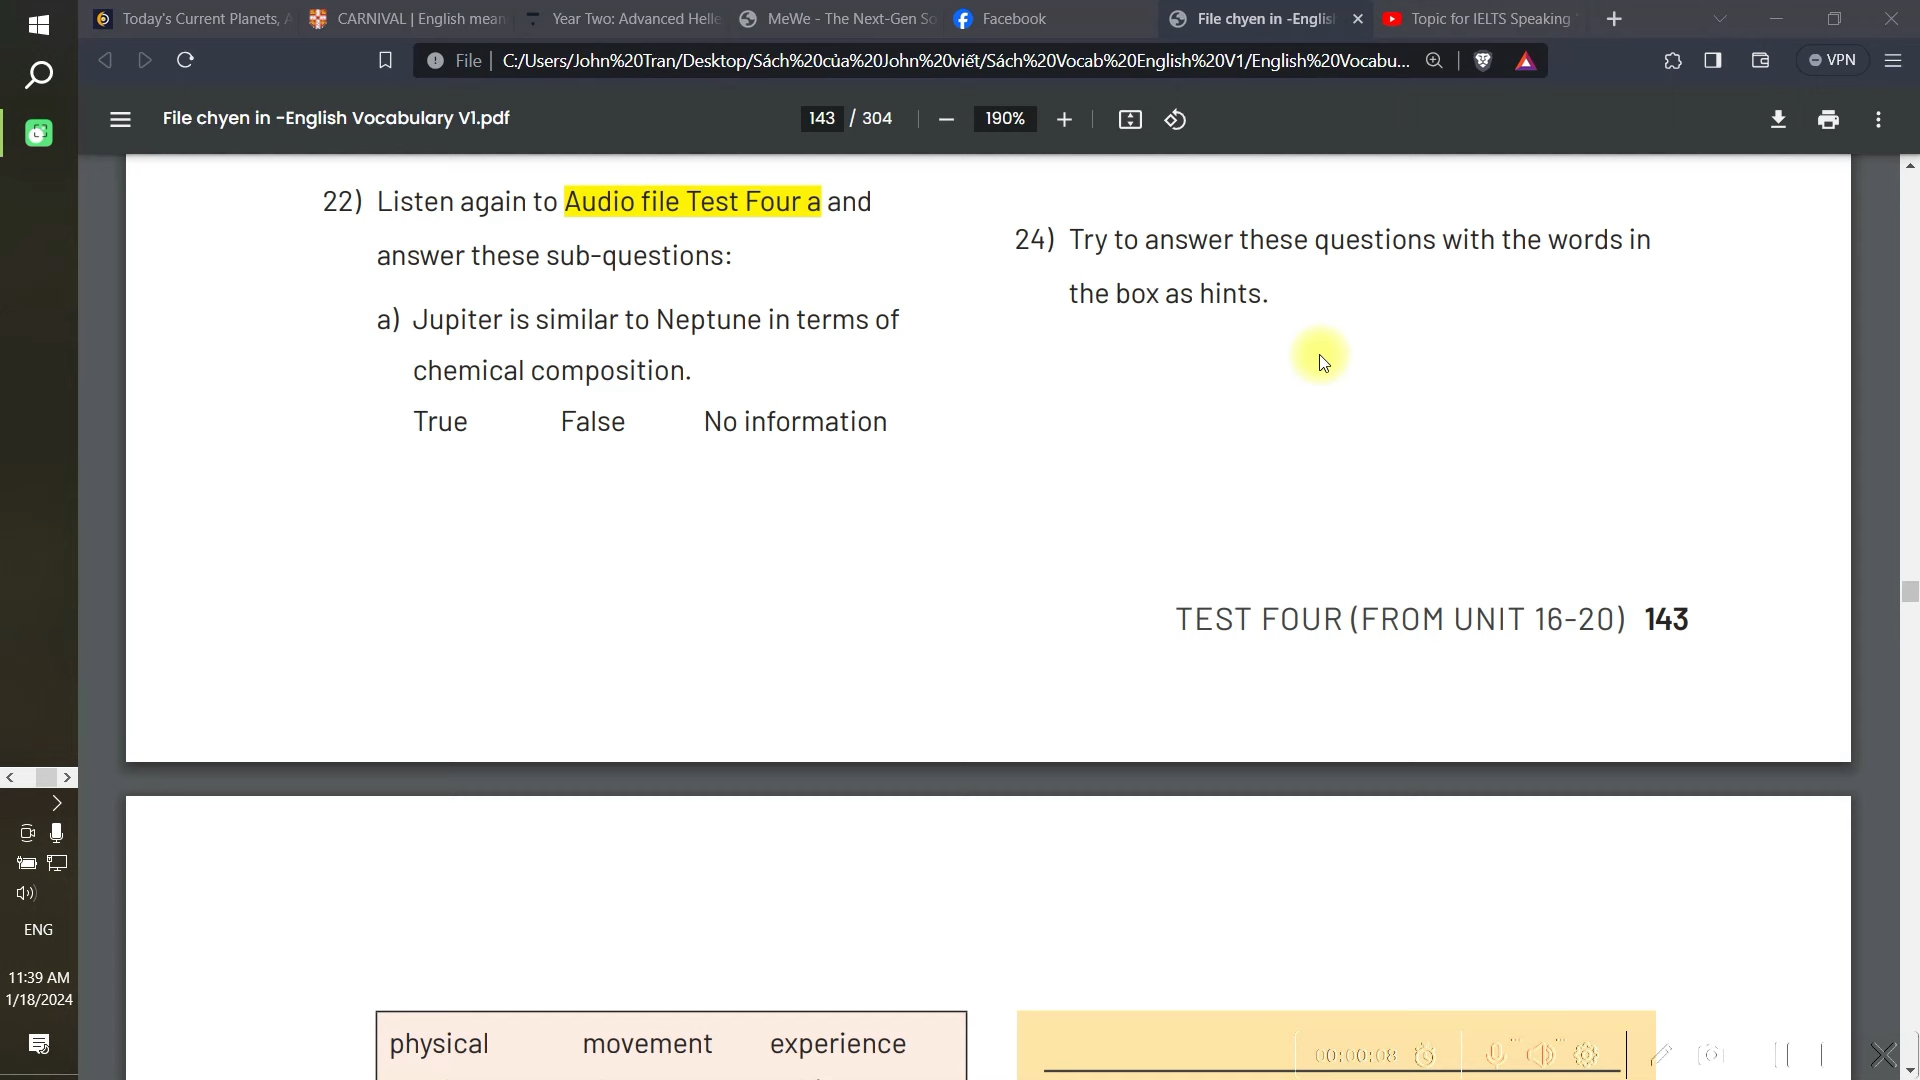 Today's Current Planets, A
CARNIVAL | English mean
Year Two: Advanced Helle
MeWe - The Next-Gen So
Facebook
File chyen in -Englis
Topic for IELTS Speaking
File
C:/Users/John%20Tran/Desktop/Sách%20của%20John%20viết/Sách%20Vocab%20English%20V1/English%20Vocabu...
VPN
File chyen in -English Vocabulary V1.pdf
143 / 304
190%
22) Listen again to Audio file Test Four a and
answer these sub-questions:
a) Jupiter is similar to Neptune in terms of
chemical composition.
True False No information
24) Try to answer these questions with the words in
the box as hints.
TEST FOUR (FROM UNIT 16-20) 143
physical movement experience
00:00:08
ENG
11:39 AM
1/18/2024